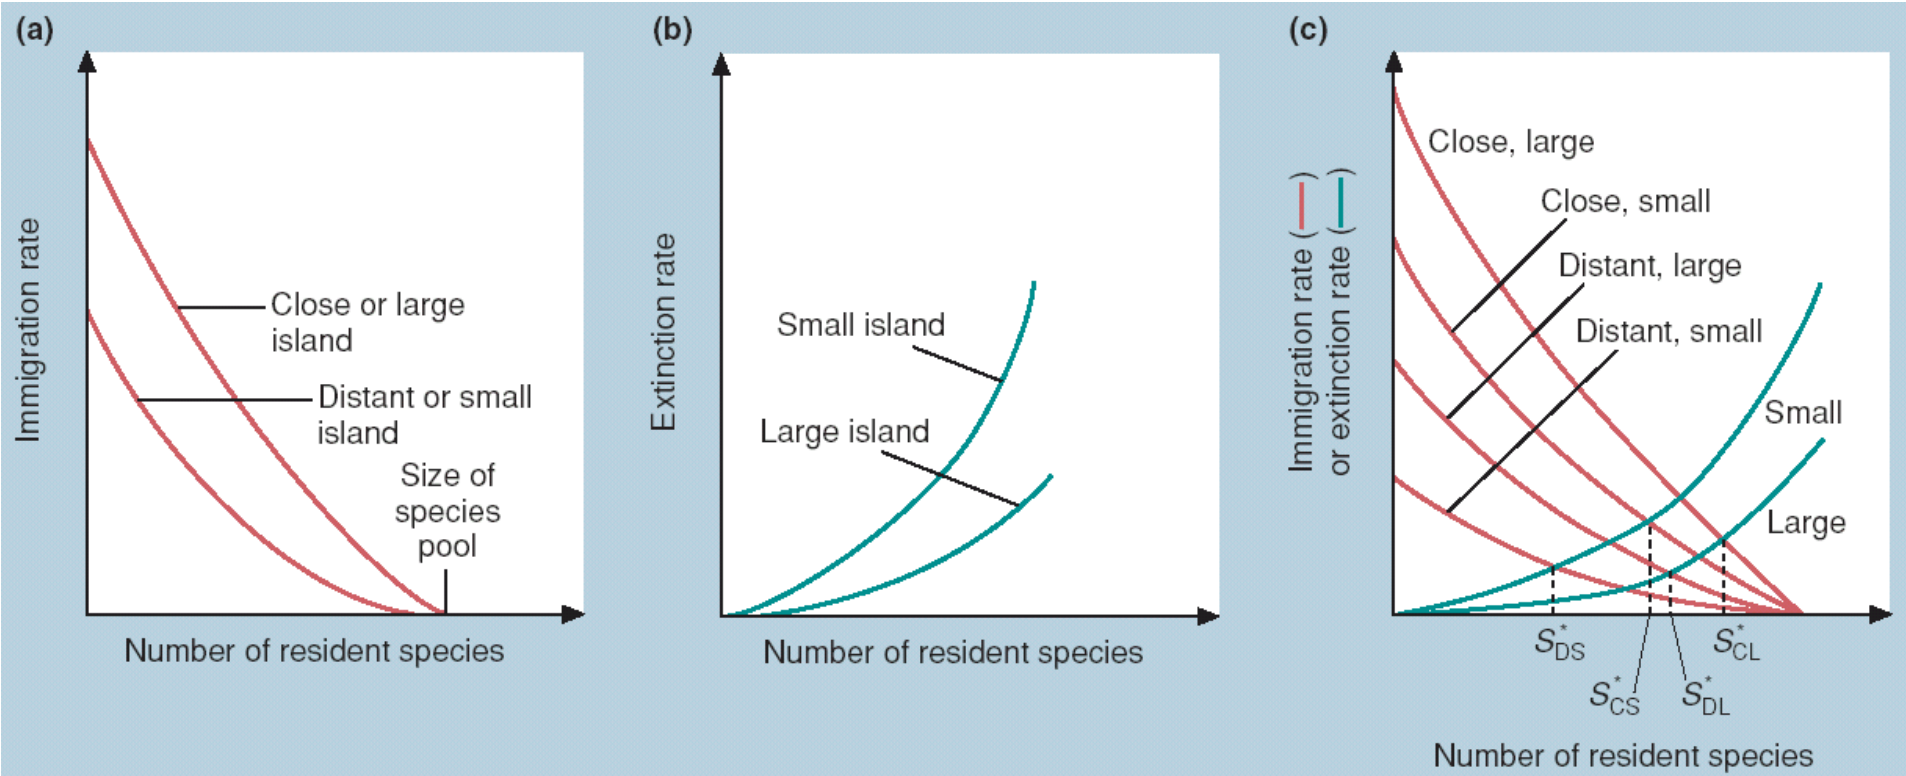 (a)
Immigration rate
Close or large
island
Distant or small
island
Size of
species
pool
Number of resident species
(b)
Extinction rate
Small island
Large island
Number of resident species
(c)
Immigration rate (—)
or extinction rate (—)
Close, large
Close, small
Distant, large
Distant, small
Small
Large
S*DS
S*CL
S*CS
S*DL
Number of resident species